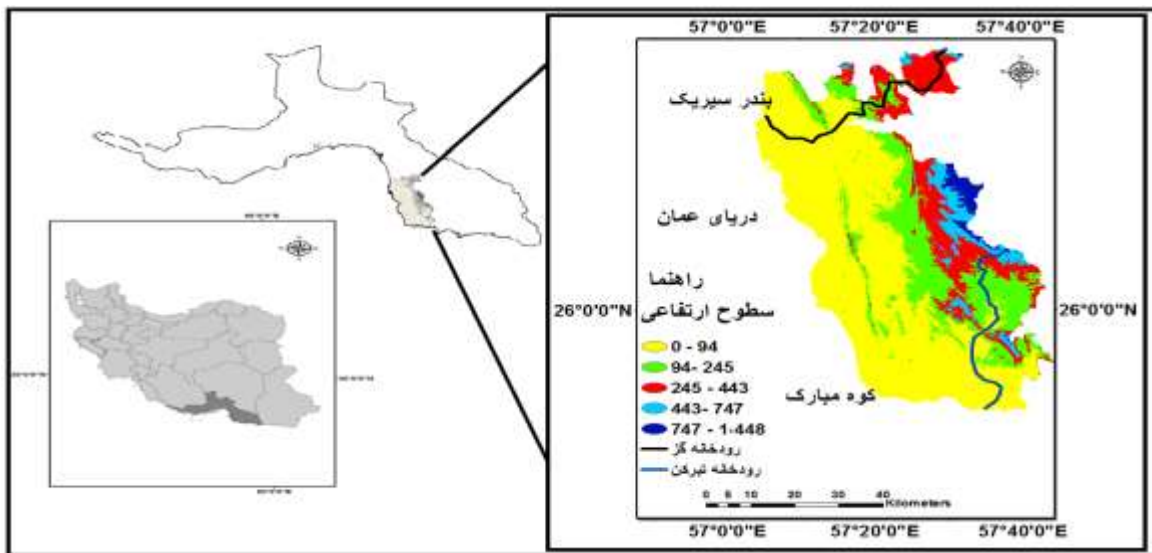 57°0'0"E 57°20'0"E 57°40'0"E
بندر سیریک
دریای عمان
راهنما
سطوح ارتفاعی
26°0'0"N 26°0'0"N
0 - 94
94- 245
245 - 443
443- 747
747 - 1-448
کوه مبارک
رودخانه گز
0 5 10 20 30 40
Kilometers
57°0'0"E 57°20'0"E 57°40'0"E